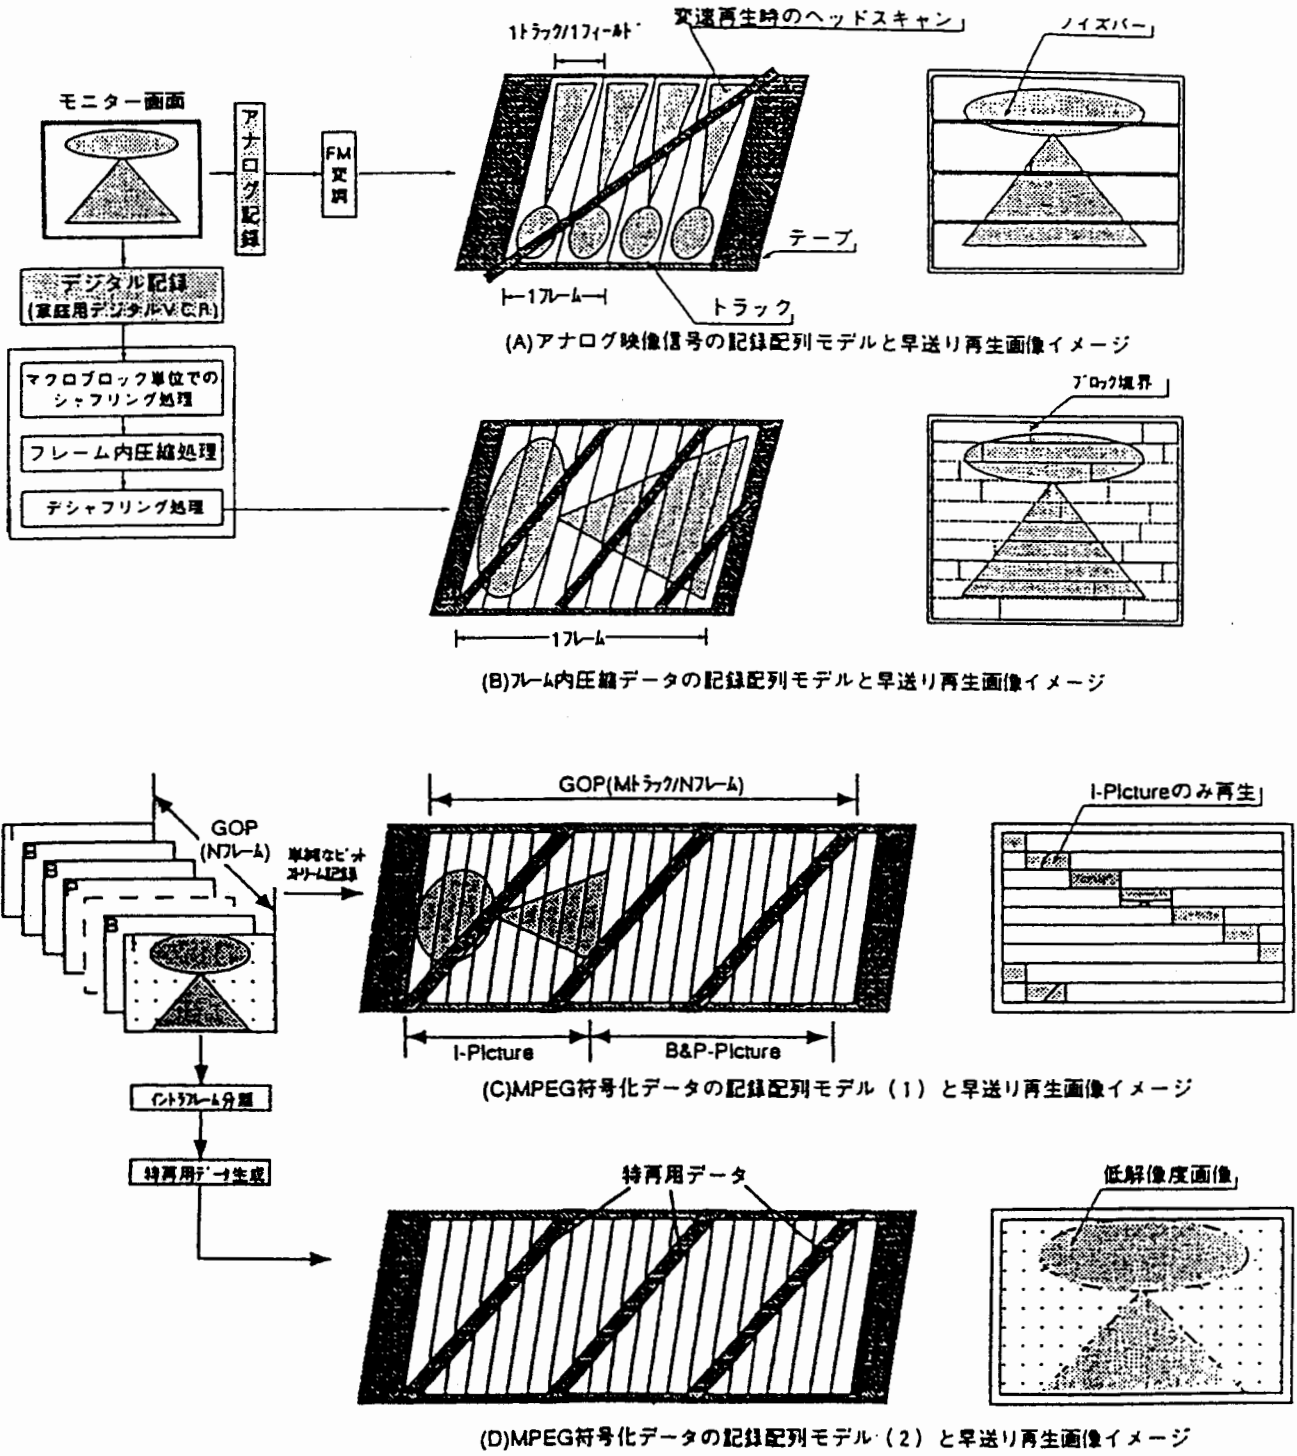 変速再生時のヘッドスキャン
1トラック/1フィールド
ノイズバー
モニター画面
アナログ記録
FM変調
テープ
デジタル記録
(家庭用デジタルV.C.R)
1フレーム
トラック
(A)アナログ映像信号の記録配列モデルと早送り再生画像イメージ
マクロブロック単位での
シャフリング処理
フレーム内圧縮処理
デシャフリング処理
ブロック境界
1フレーム
(B)フレーム内圧縮データの記録配列モデルと早送り再生画像イメージ
GOP(Mトラック/Nフレーム)
I-Pictureのみ再生
GOP
(Nフレーム)
単純なビット
ストリーム記録
I
B
B
P
B
I
I-Picture
B&P-Picture
(C)MPEG符号化データの記録配列モデル(1)と早送り再生画像イメージ
イントラフレーム分離
特再用データ生成
特再用データ
低解像度画像
(D)MPEG符号化データの記録配列モデル(2)と早送り再生画像イメージ